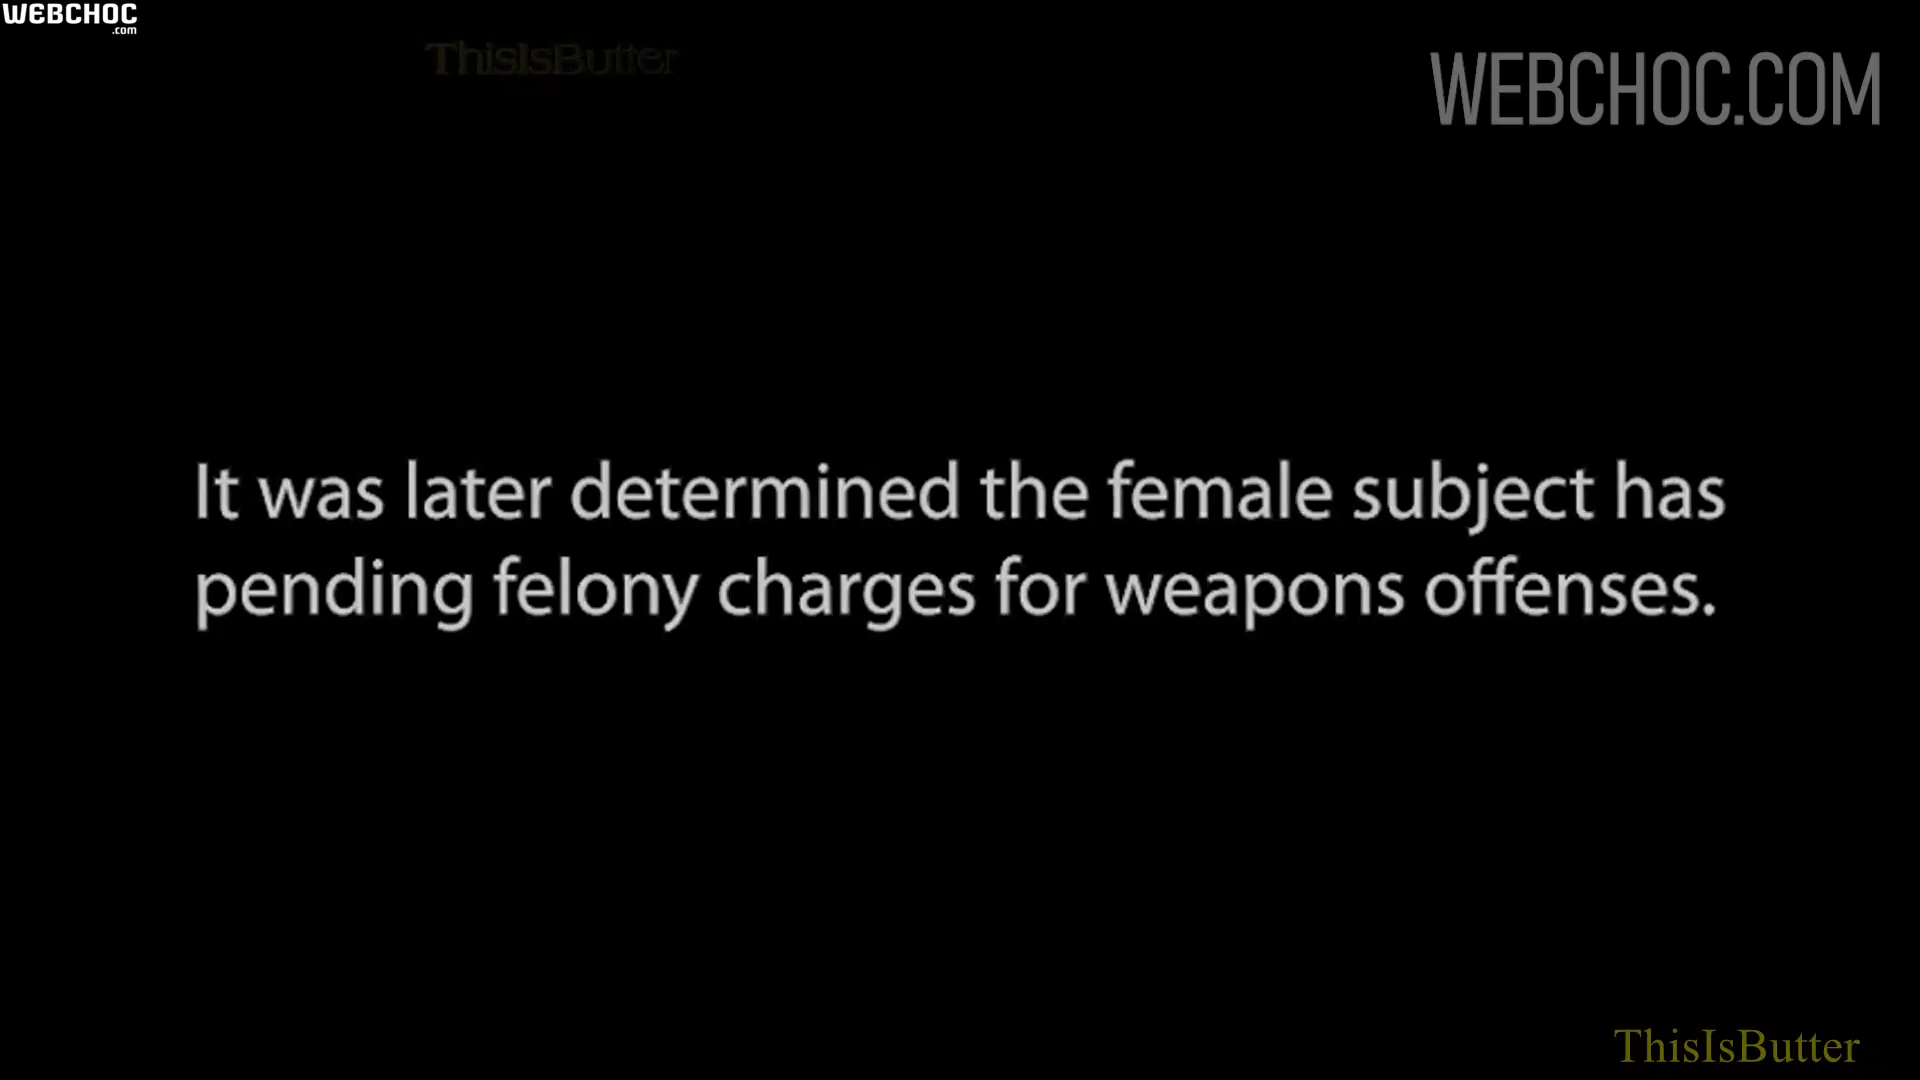 WEBCHOC
.com
ThisIsButter
WEBCHOC.COM
It was later determined the female subject has
pending felony charges for weapons offenses.
ThisIsButter